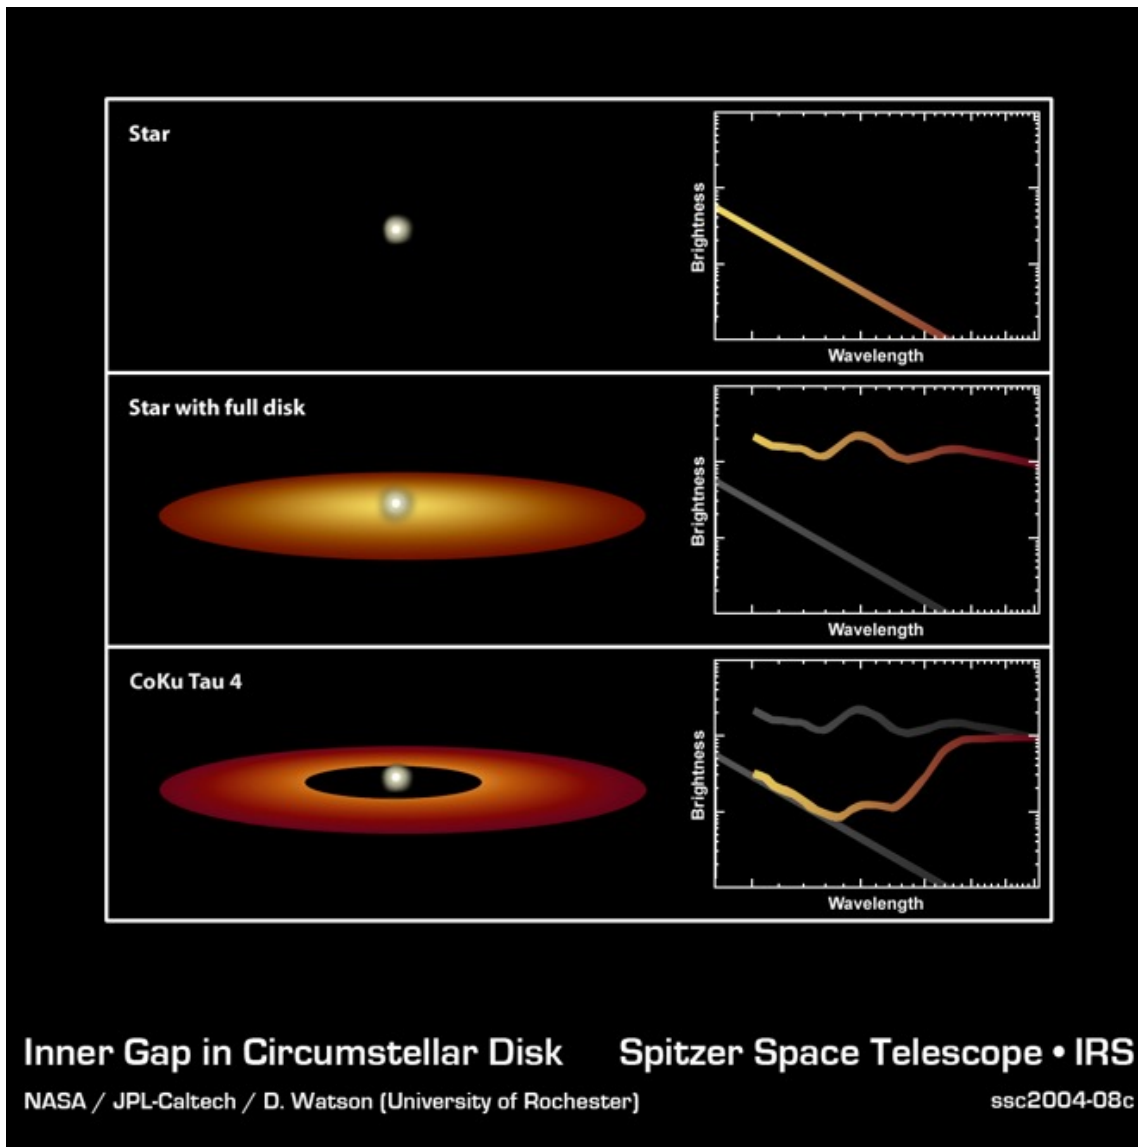 Star
Brightness
Wavelength
Star with full disk
Brightness
Wavelength
CoKu Tau 4
Brightness
Wavelength
Inner Gap in Circumstellar Disk
Spitzer Space Telescope • IRS
NASA / JPL-Caltech / D. Watson (University of Rochester)
ssc2004-08c